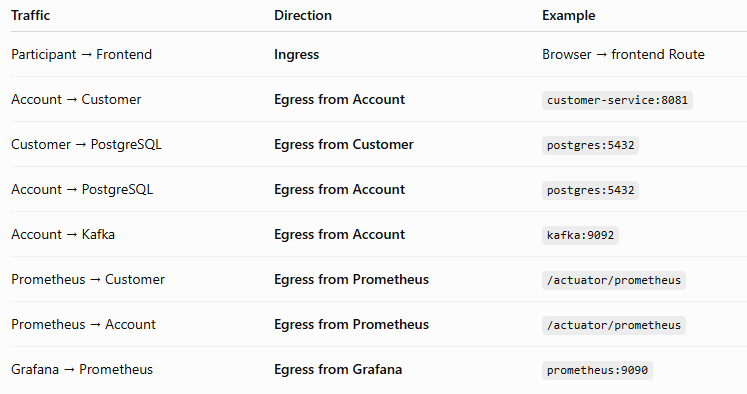 Traffic Direction Example
Participant → Frontend Ingress Browser → frontend Route
Account → Customer Egress from Account customer-service:8081
Customer → PostgreSQL Egress from Customer postgres:5432
Account → PostgreSQL Egress from Account postgres:5432
Account → Kafka Egress from Account kafka:9092
Prometheus → Customer Egress from Prometheus /actuator/prometheus
Prometheus → Account Egress from Prometheus /actuator/prometheus
Grafana → Prometheus Egress from Grafana prometheus:9090